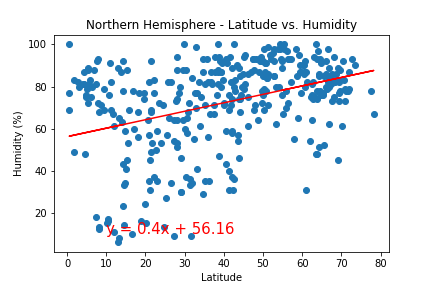 Northern Hemisphere - Latitude vs. Humidity
Humidity (%)
100
80
60
40
20
y = 0.4x + 56.16
0 10 20 30 40 50 60 70 80
Latitude